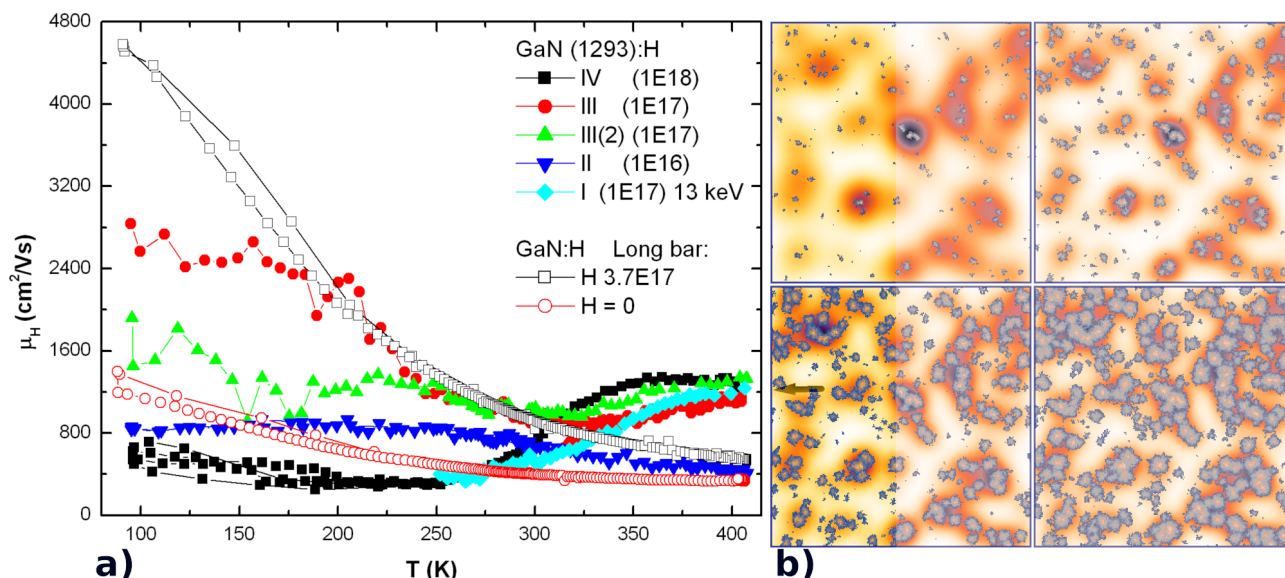 4800
4000
3200
2400
1600
800
0
μH (cm²/Vs)
100 150 200 250 300 350 400
T (K)
GaN (1293):H
IV (1E18)
III (1E17)
III(2) (1E17)
II (1E16)
I (1E17) 13 keV
GaN:H Long bar:
H 3.7E17
H = 0
a)
b)